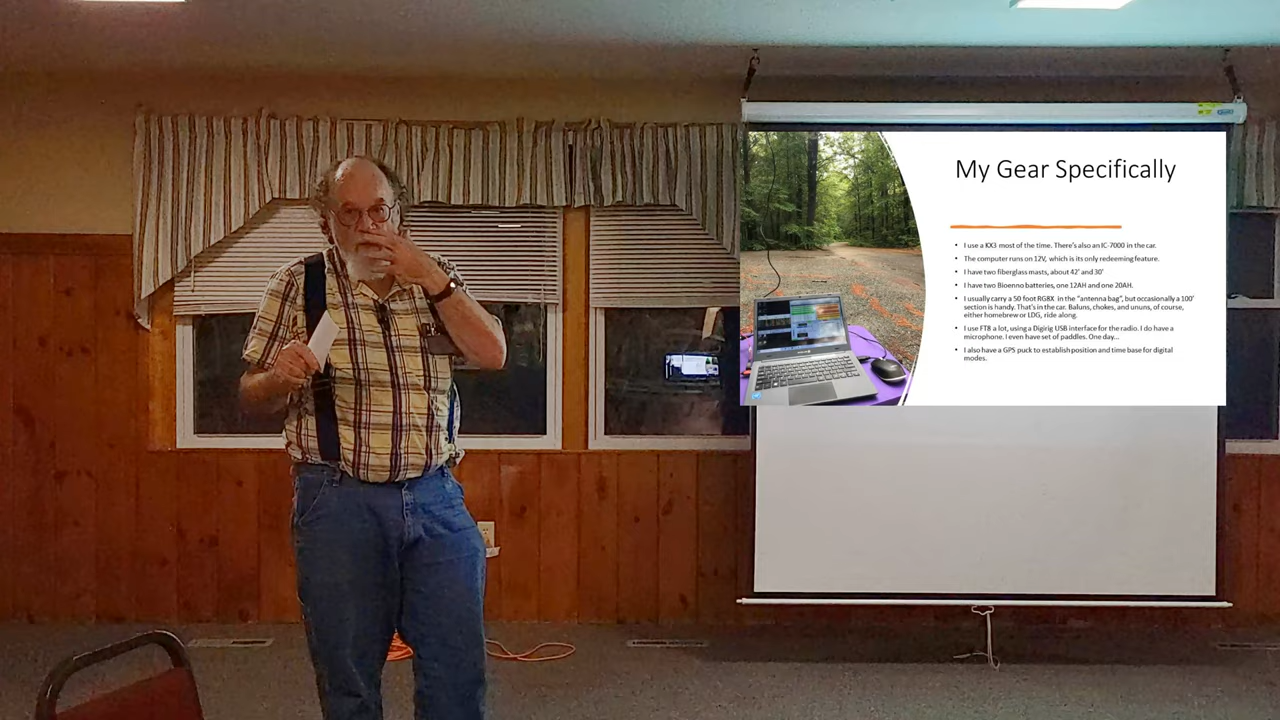 My Gear Specifically
• I use a KX3 most of the time. There's also an IC-7000 in the car.
• The computer runs on 12V, which is its only redeeming feature.
• I have two fiberglass masts, about 42' and 30'
• I have two Bioenno batteries, one 12AH and one 20AH.
• I usually carry a 50 foot RG8X in the "antenna bag", but occasionally a 100'
section is handy. That's in the car. Baluns, chokes, and ununs, of course,
either homebrew or LDG, ride along.
• I use FT8 a lot, using a Digirig USB interface for the radio. I do have a
microphone. I even have set of paddles. One day...
• I also have a GPS puck to establish position and time base for digital
modes.